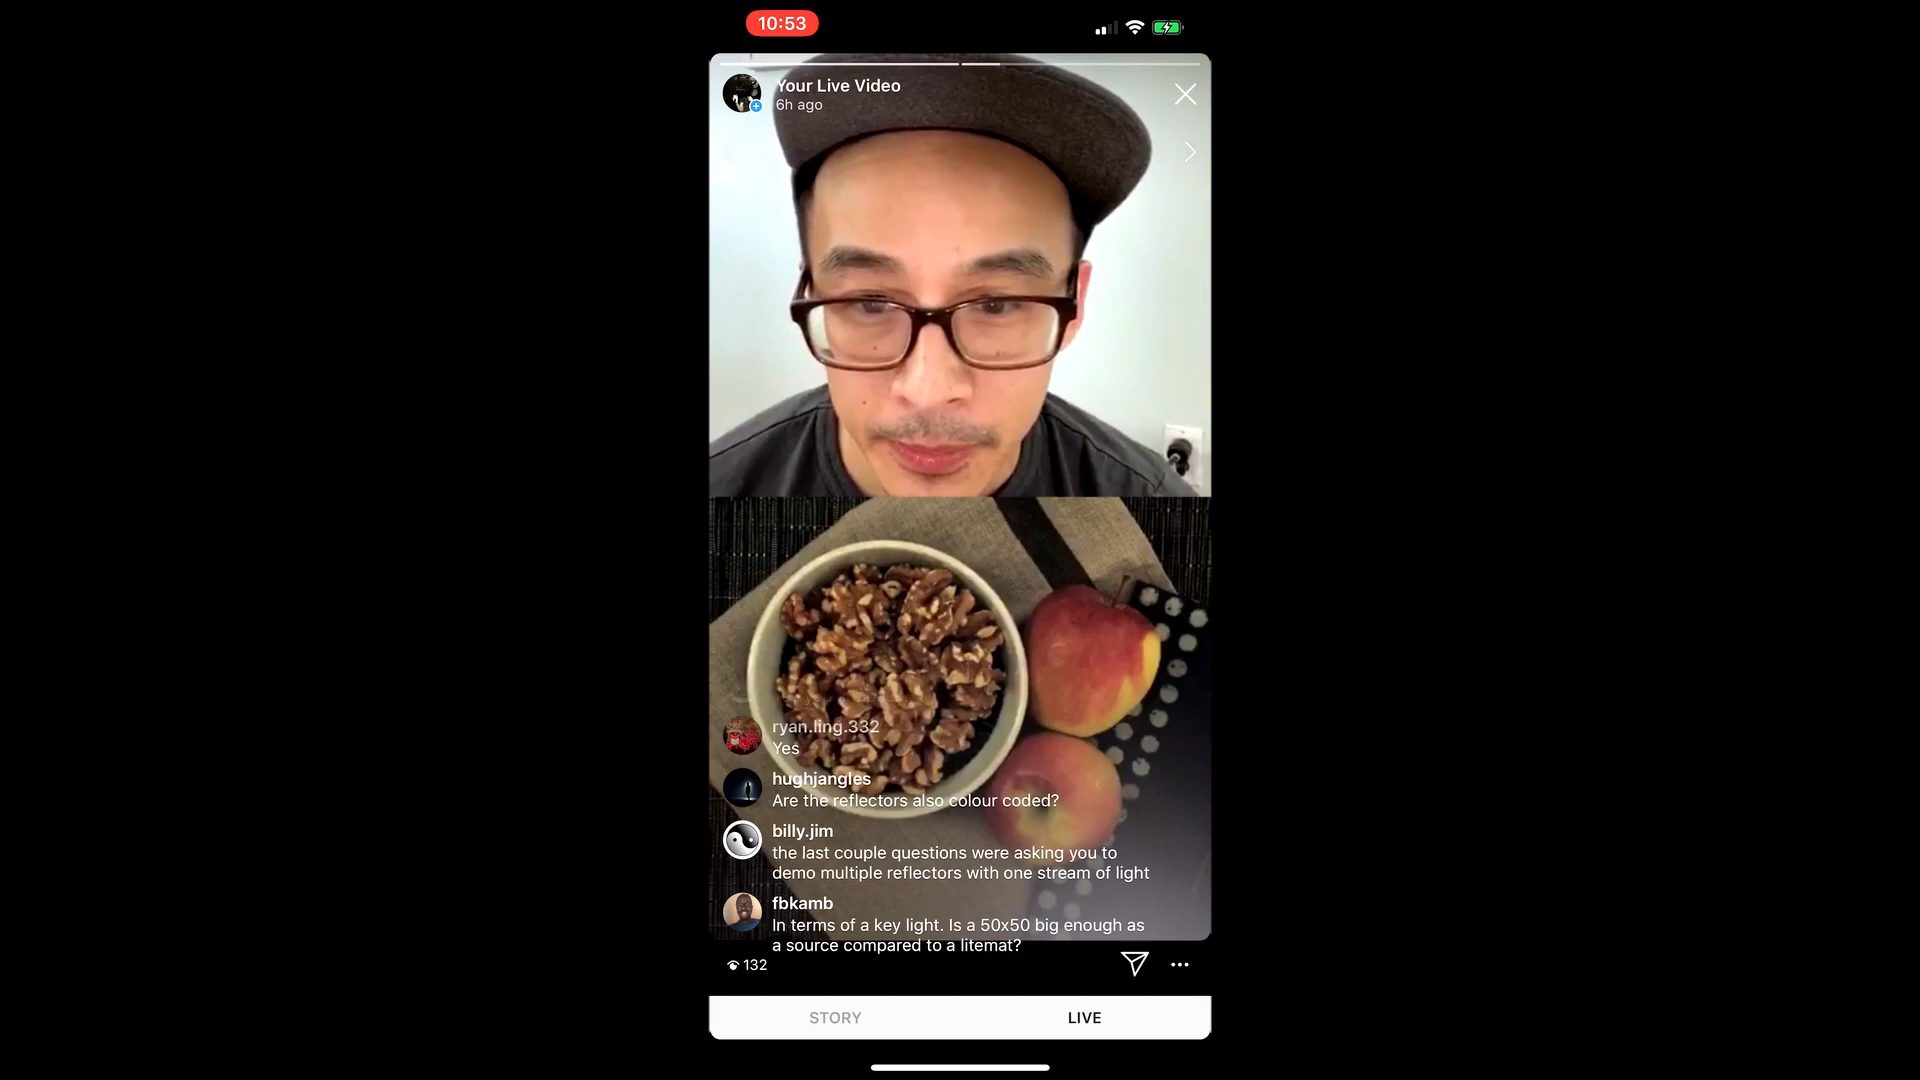 10:53
Your Live Video
6h ago
ryan.ling.332
Yes
hughjangles
Are the reflectors also colour coded?
billy.jim
the last couple questions were asking you to
demo multiple reflectors with one stream of light
fbkamb
In terms of a key light. Is a 50x50 big enough as
a source compared to a litemat?
132
STORY
LIVE